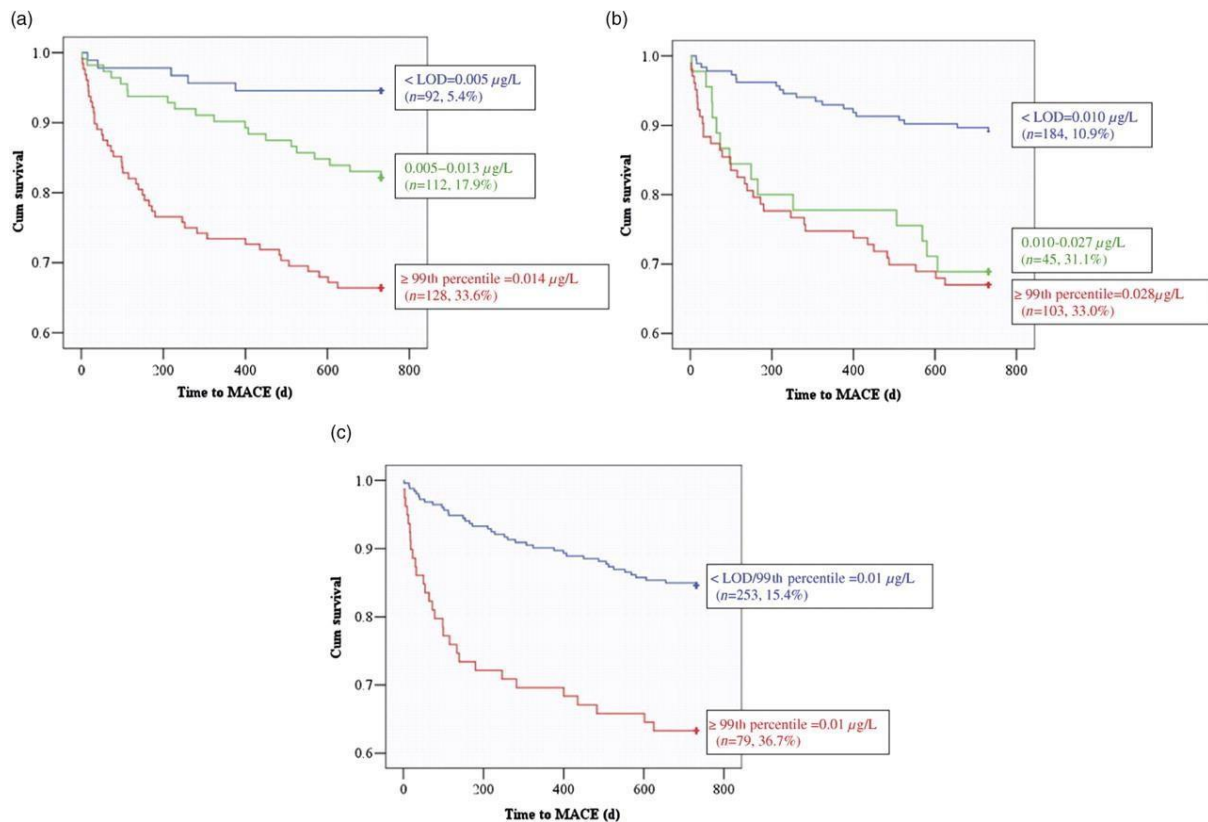 (a)
1.0
0.9
0.8
0.7
0.6
Cum survival
0
200
400
600
800
Time to MACE (d)
< LOD=0.005 µg/L
(n=92, 5.4%)
0.005–0.013 µg/L
(n=112, 17.9%)
≥ 99th percentile =0.014 µg/L
(n=128, 33.6%)
(b)
1.0
0.9
0.8
0.7
0.6
Cum survival
0
200
400
600
800
Time to MACE (d)
< LOD=0.010 µg/L
(n=184, 10.9%)
0.010-0.027 µg/L
(n=45, 31.1%)
≥ 99th percentile=0.028µg/L
(n=103, 33.0%)
(c)
1.0
0.9
0.8
0.7
0.6
Cum survival
0
200
400
600
800
Time to MACE (d)
< LOD/99th percentile =0.01 µg/L
(n=253, 15.4%)
≥ 99th percentile =0.01 µg/L
(n=79, 36.7%)